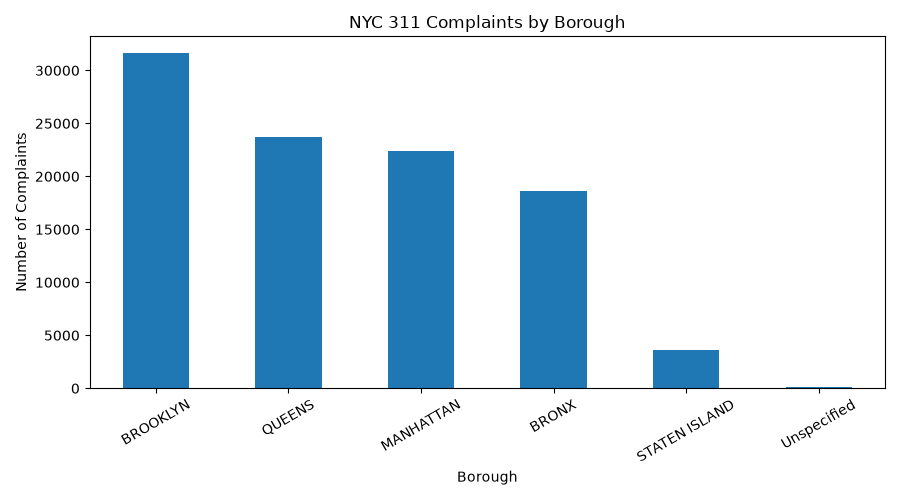 NYC 311 Complaints by Borough
Number of Complaints
30000
25000
20000
15000
10000
5000
0
BROOKLYN
QUEENS
MANHATTAN
BRONX
STATEN ISLAND
Unspecified
Borough